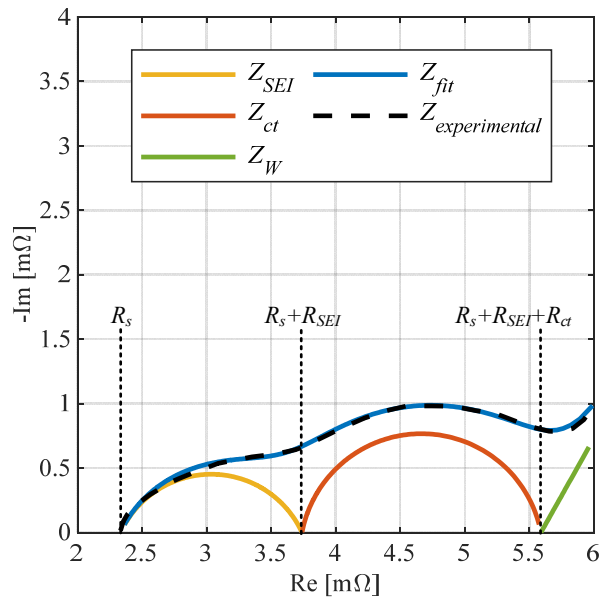 4
3.5
3
2.5
2
1.5
1
0.5
0
-Im [mΩ]
Z_SEI Z_fit
Z_ct Z_experimental
Z_W
R_s R_s+R_SEI R_s+R_SEI+R_ct
2 2.5 3 3.5 4 4.5 5 5.5 6
Re [mΩ]